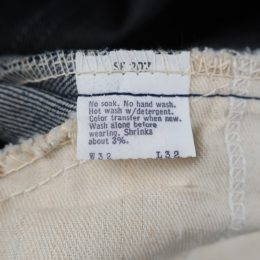 No soak. No hand wash.
Hot wash w/detergent.
Color transfer when new.
Wash alone before
wearing. Shrinks
about 3%.
W32 L32